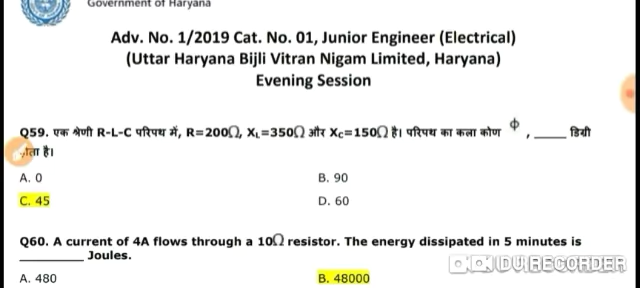 Government of Haryana
Adv. No. 1/2019 Cat. No. 01, Junior Engineer (Electrical)
(Uttar Haryana Bijli Vitran Nigam Limited, Haryana)
Evening Session
Q59. एक श्रेणी R-L-C परिपथ में, R=200Ω, XL=350Ω और XC=150Ω है। परिपथ का कला कोण ϕ , _____ डिग्री
होता है।
A. 0 B. 90
C. 45 D. 60
Q60. A current of 4A flows through a 10Ω resistor. The energy dissipated in 5 minutes is
__________ Joules.
A. 480 B. 48000
DU RECORDER